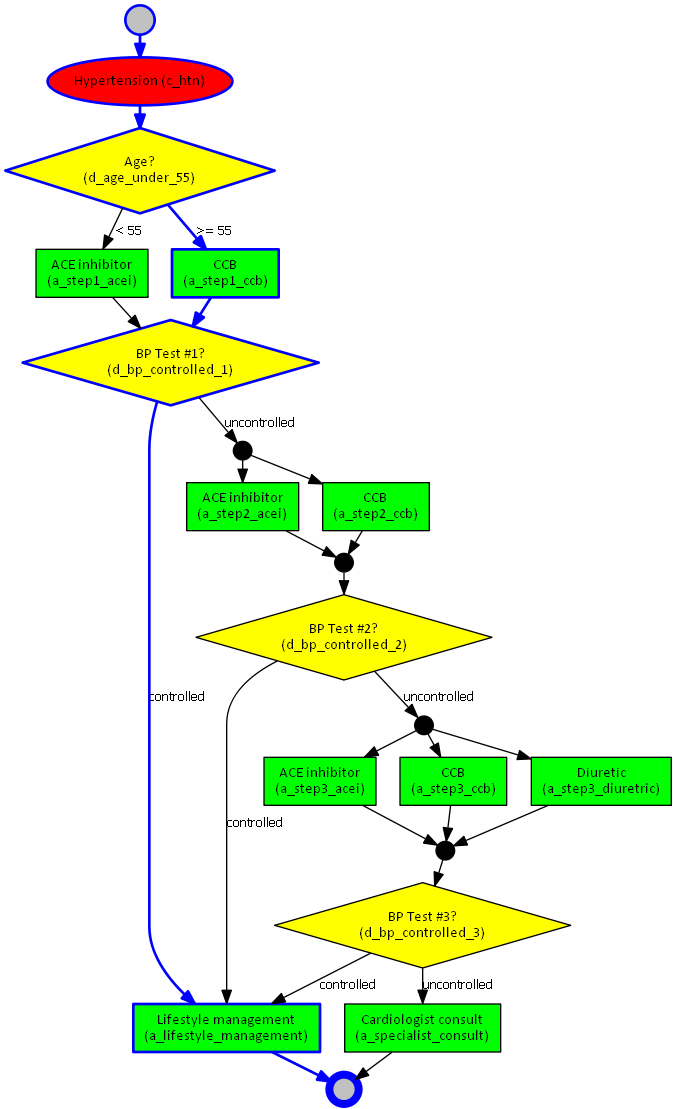 Hypertension (c_htn)
Age?
(d_age_under_55)
< 55
>= 55
ACE inhibitor
(a_step1_acei)
CCB
(a_step1_ccb)
BP Test #1?
(d_bp_controlled_1)
uncontrolled
ACE inhibitor
(a_step2_acei)
CCB
(a_step2_ccb)
BP Test #2?
(d_bp_controlled_2)
controlled
uncontrolled
ACE inhibitor
(a_step3_acei)
CCB
(a_step3_ccb)
Diuretic
(a_step3_diuretric)
controlled
BP Test #3?
(d_bp_controlled_3)
controlled
uncontrolled
Lifestyle management
(a_lifestyle_management)
Cardiologist consult
(a_specialist_consult)